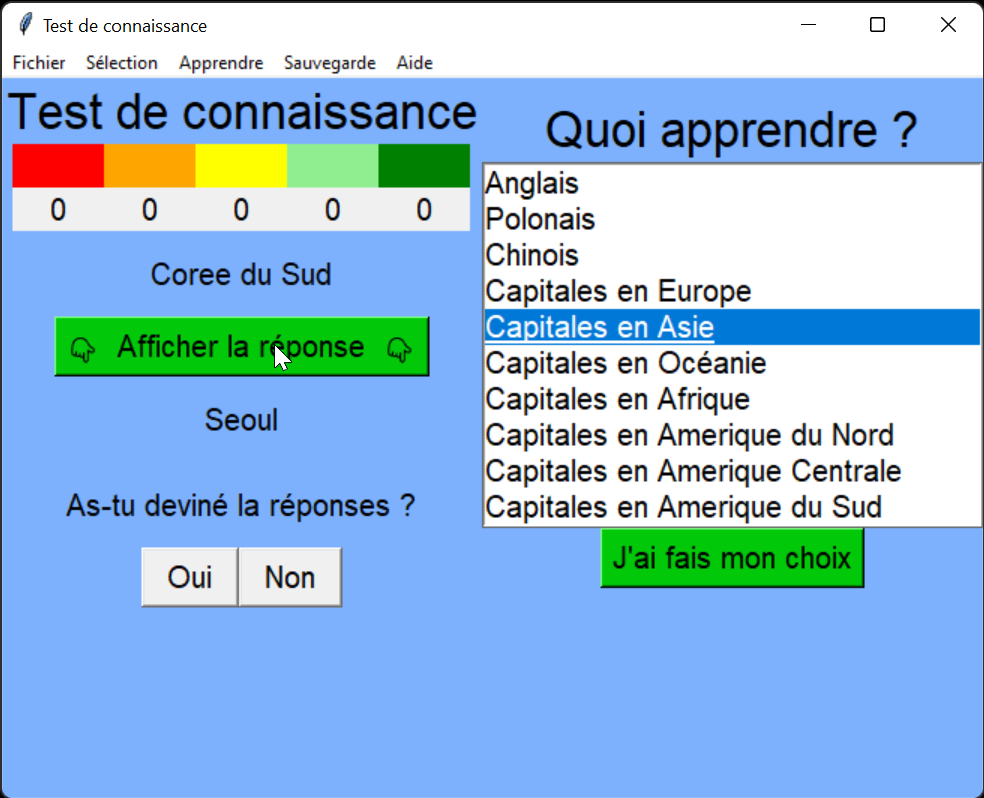 Test de connaissance
Fichier Sélection Apprendre Sauvegarde Aide
Test de connaissance
0 0 0 0 0
Coree du Sud
Afficher la réponse
Seoul
As-tu deviné la réponses ?
Oui Non
Quoi apprendre ?
Anglais
Polonais
Chinois
Capitales en Europe
Capitales en Asie
Capitales en Océanie
Capitales en Afrique
Capitales en Amerique du Nord
Capitales en Amerique Centrale
Capitales en Amerique du Sud
J'ai fais mon choix